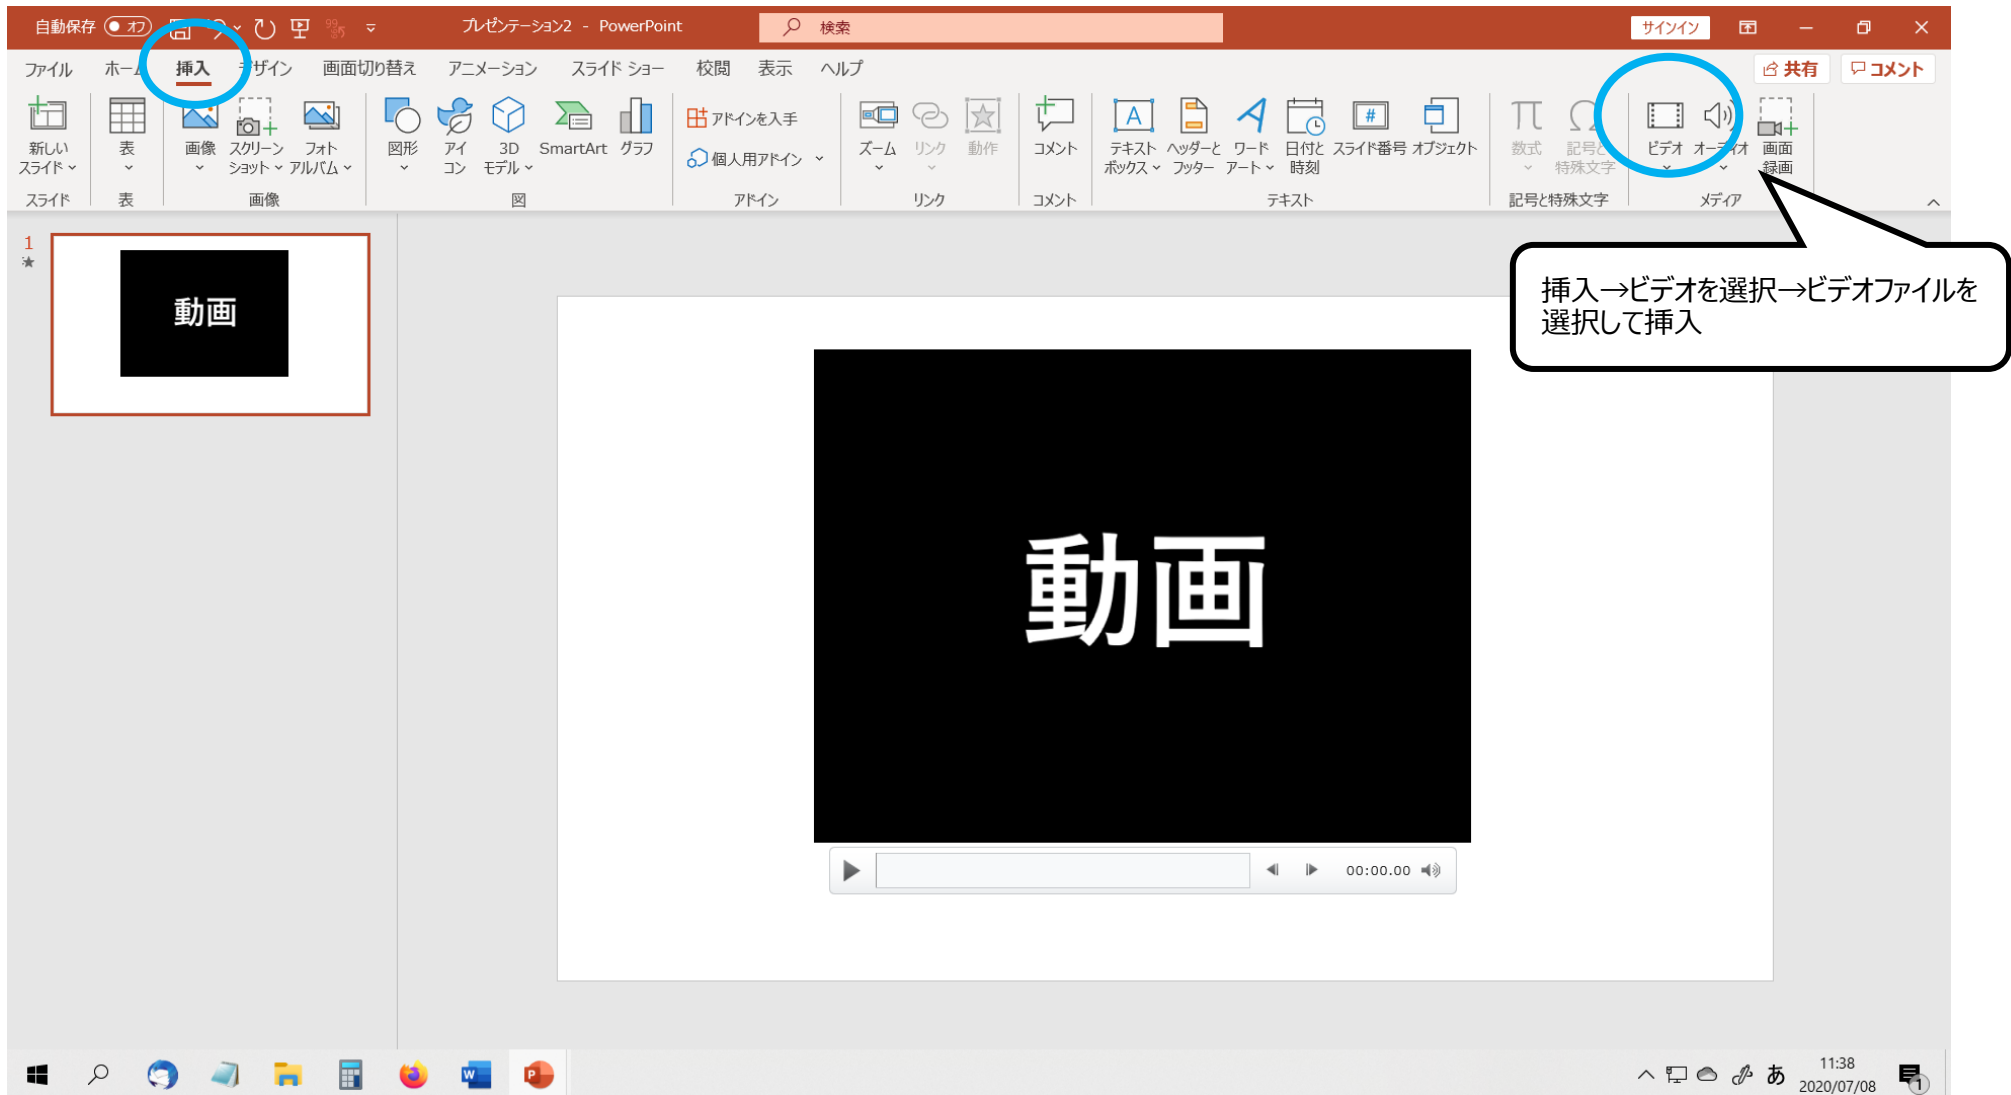 自動保存 オフ
プレゼンテーション2 - PowerPoint
検索
サインイン
ファイル ホーム 挿入 デザイン 画面切り替え アニメーション スライド ショー 校閲 表示 ヘルプ
共有 コメント
新しい
スライド
表
画像
スクリーン
ショット
フォト
アルバム
図形
アイ
コン
3D
モデル
SmartArt
グラフ
アドインを入手
個人用アドイン
ズーム
リンク
動作
コメント
テキスト
ボックス
ヘッダーと
フッター
ワード
アート
日付と
時刻
スライド番号
オブジェクト
数式
記号と
特殊文字
ビデオ
オーディオ
画面
録画
スライド 表 画像 図 アドイン リンク コメント テキスト 記号と特殊文字 メディア
1
動画
挿入→ビデオを選択→ビデオファイルを
選択して挿入
動画
00:00.00
あ
11:38
2020/07/08
1